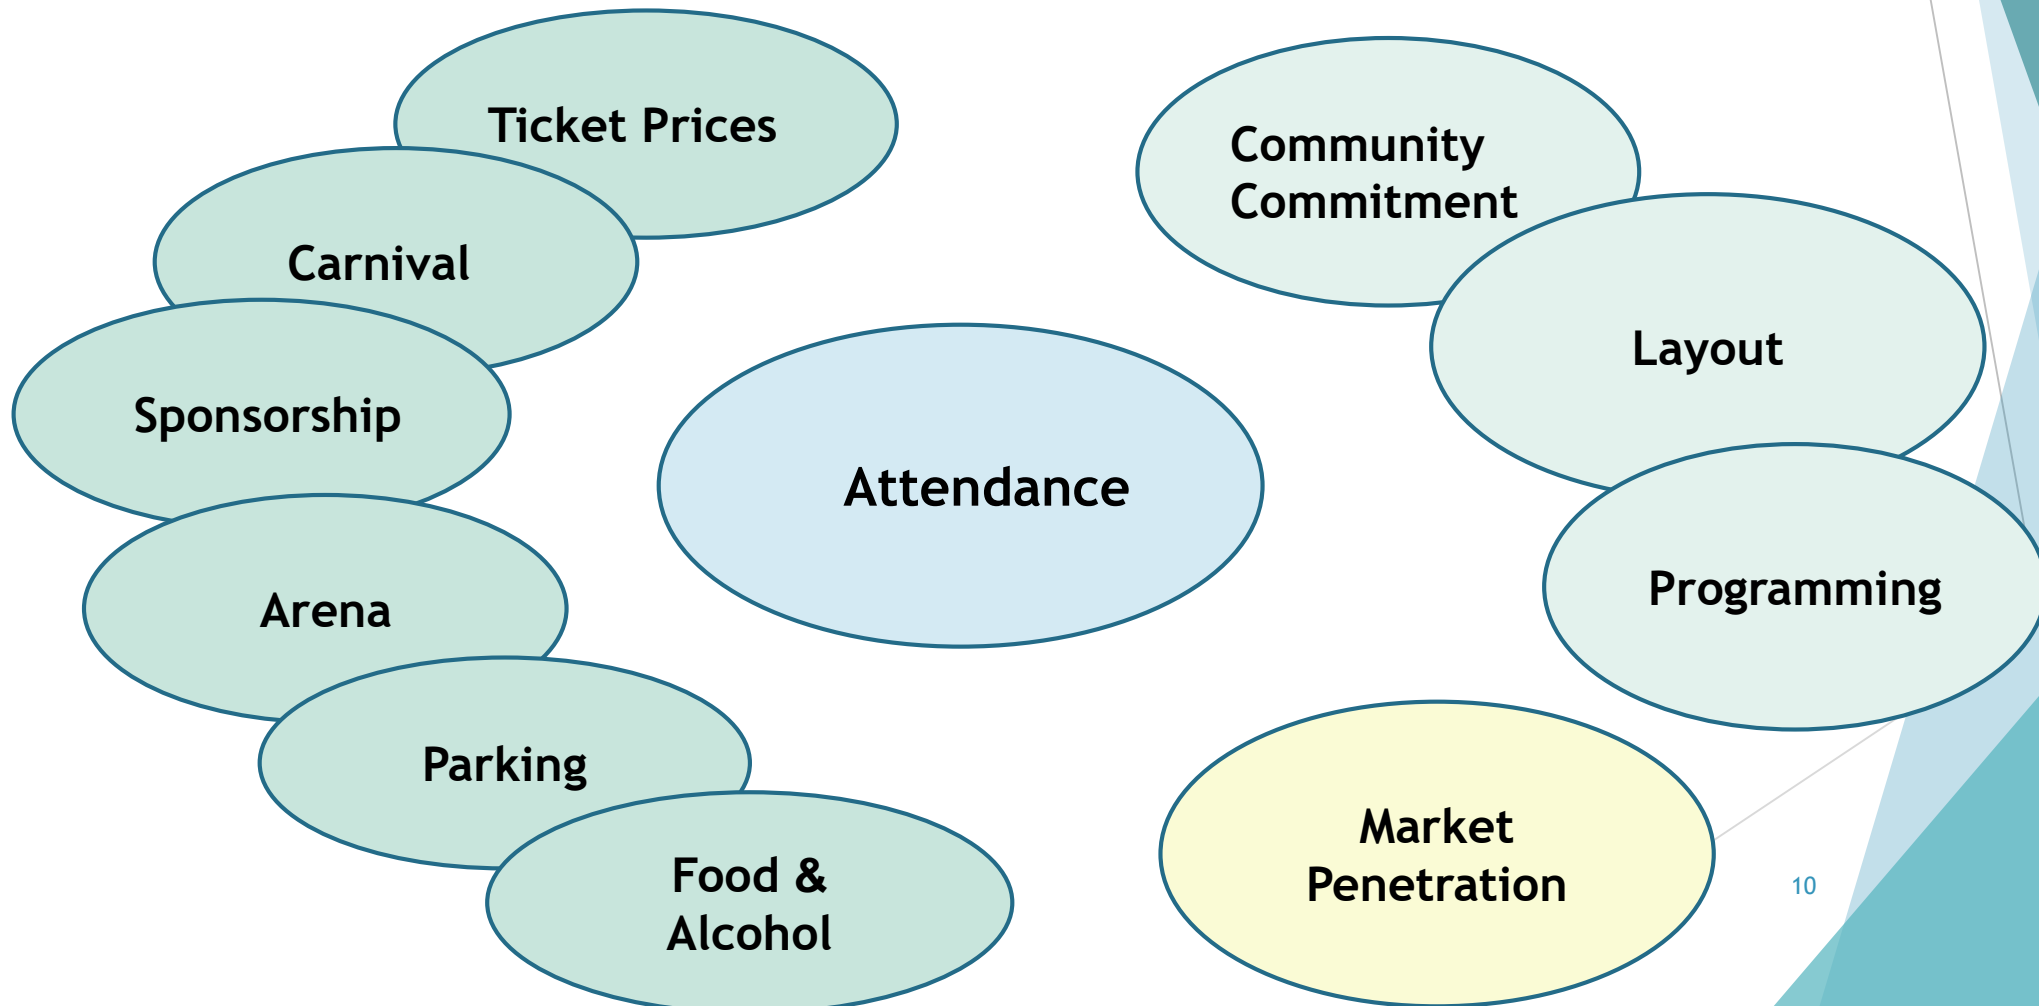 Ticket Prices
Carnival
Sponsorship
Arena
Parking
Food &
Alcohol
Attendance
Community
Commitment
Layout
Programming
Market
Penetration
10